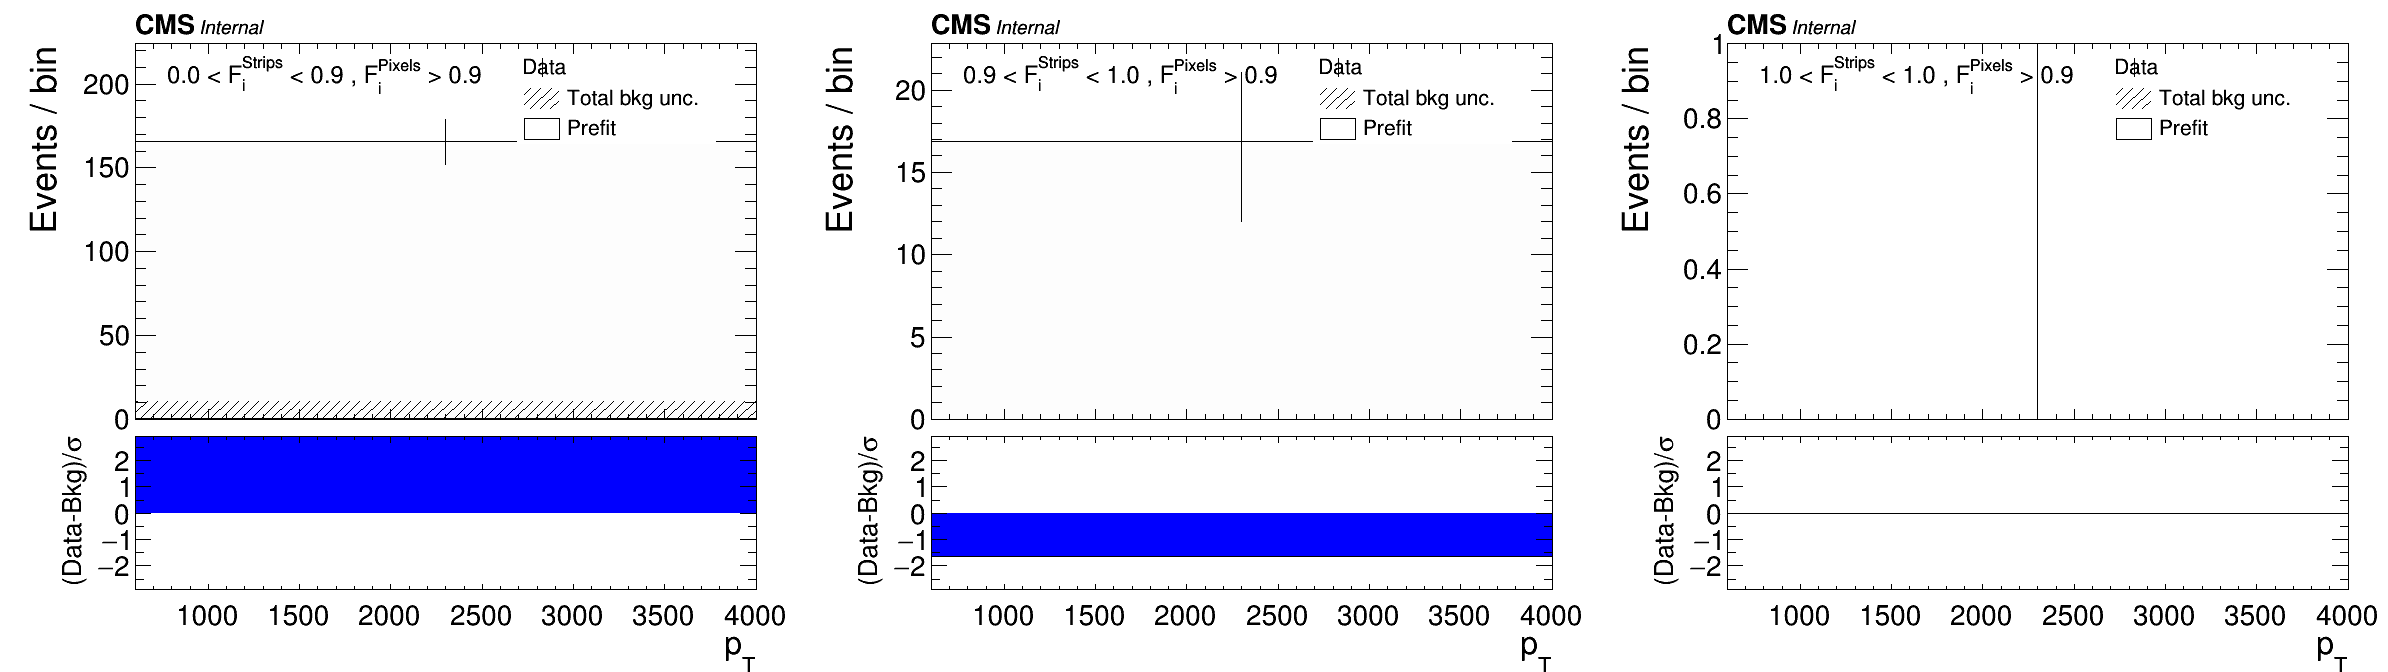 CMS Internal
Events / bin
0.0 < F_i^Strips < 0.9 , F_i^Pixels > 0.9
Data
Total bkg unc.
Prefit
200
150
100
50
0
(Data-Bkg)/σ
2
1
0
−1
−2
1000 1500 2000 2500 3000 3500 4000
p_T
CMS Internal
Events / bin
0.9 < F_i^Strips < 1.0 , F_i^Pixels > 0.9
Data
Total bkg unc.
Prefit
20
15
10
5
0
(Data-Bkg)/σ
2
1
0
−1
−2
1000 1500 2000 2500 3000 3500 4000
p_T
CMS Internal
Events / bin
1.0 < F_i^Strips < 1.0 , F_i^Pixels > 0.9
Data
Total bkg unc.
Prefit
1
0.8
0.6
0.4
0.2
0
(Data-Bkg)/σ
2
1
0
−1
−2
1000 1500 2000 2500 3000 3500 4000
p_T